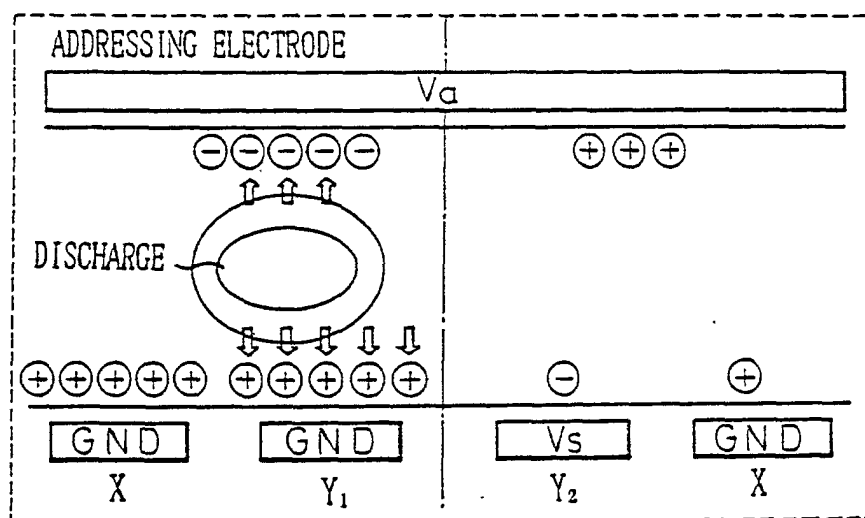 ADDRESSING ELECTRODE
Va
− − − − −
+ + +
DISCHARGE
+ + + + + + + + + +
− +
GND GND Vs GND
X Y₁ Y₂ X